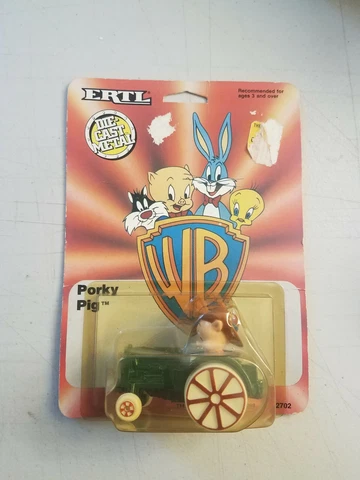 ERTL
Recommended for
ages 3 and over
DIE-
CAST
METAL
WB
Porky
Pig™
2702